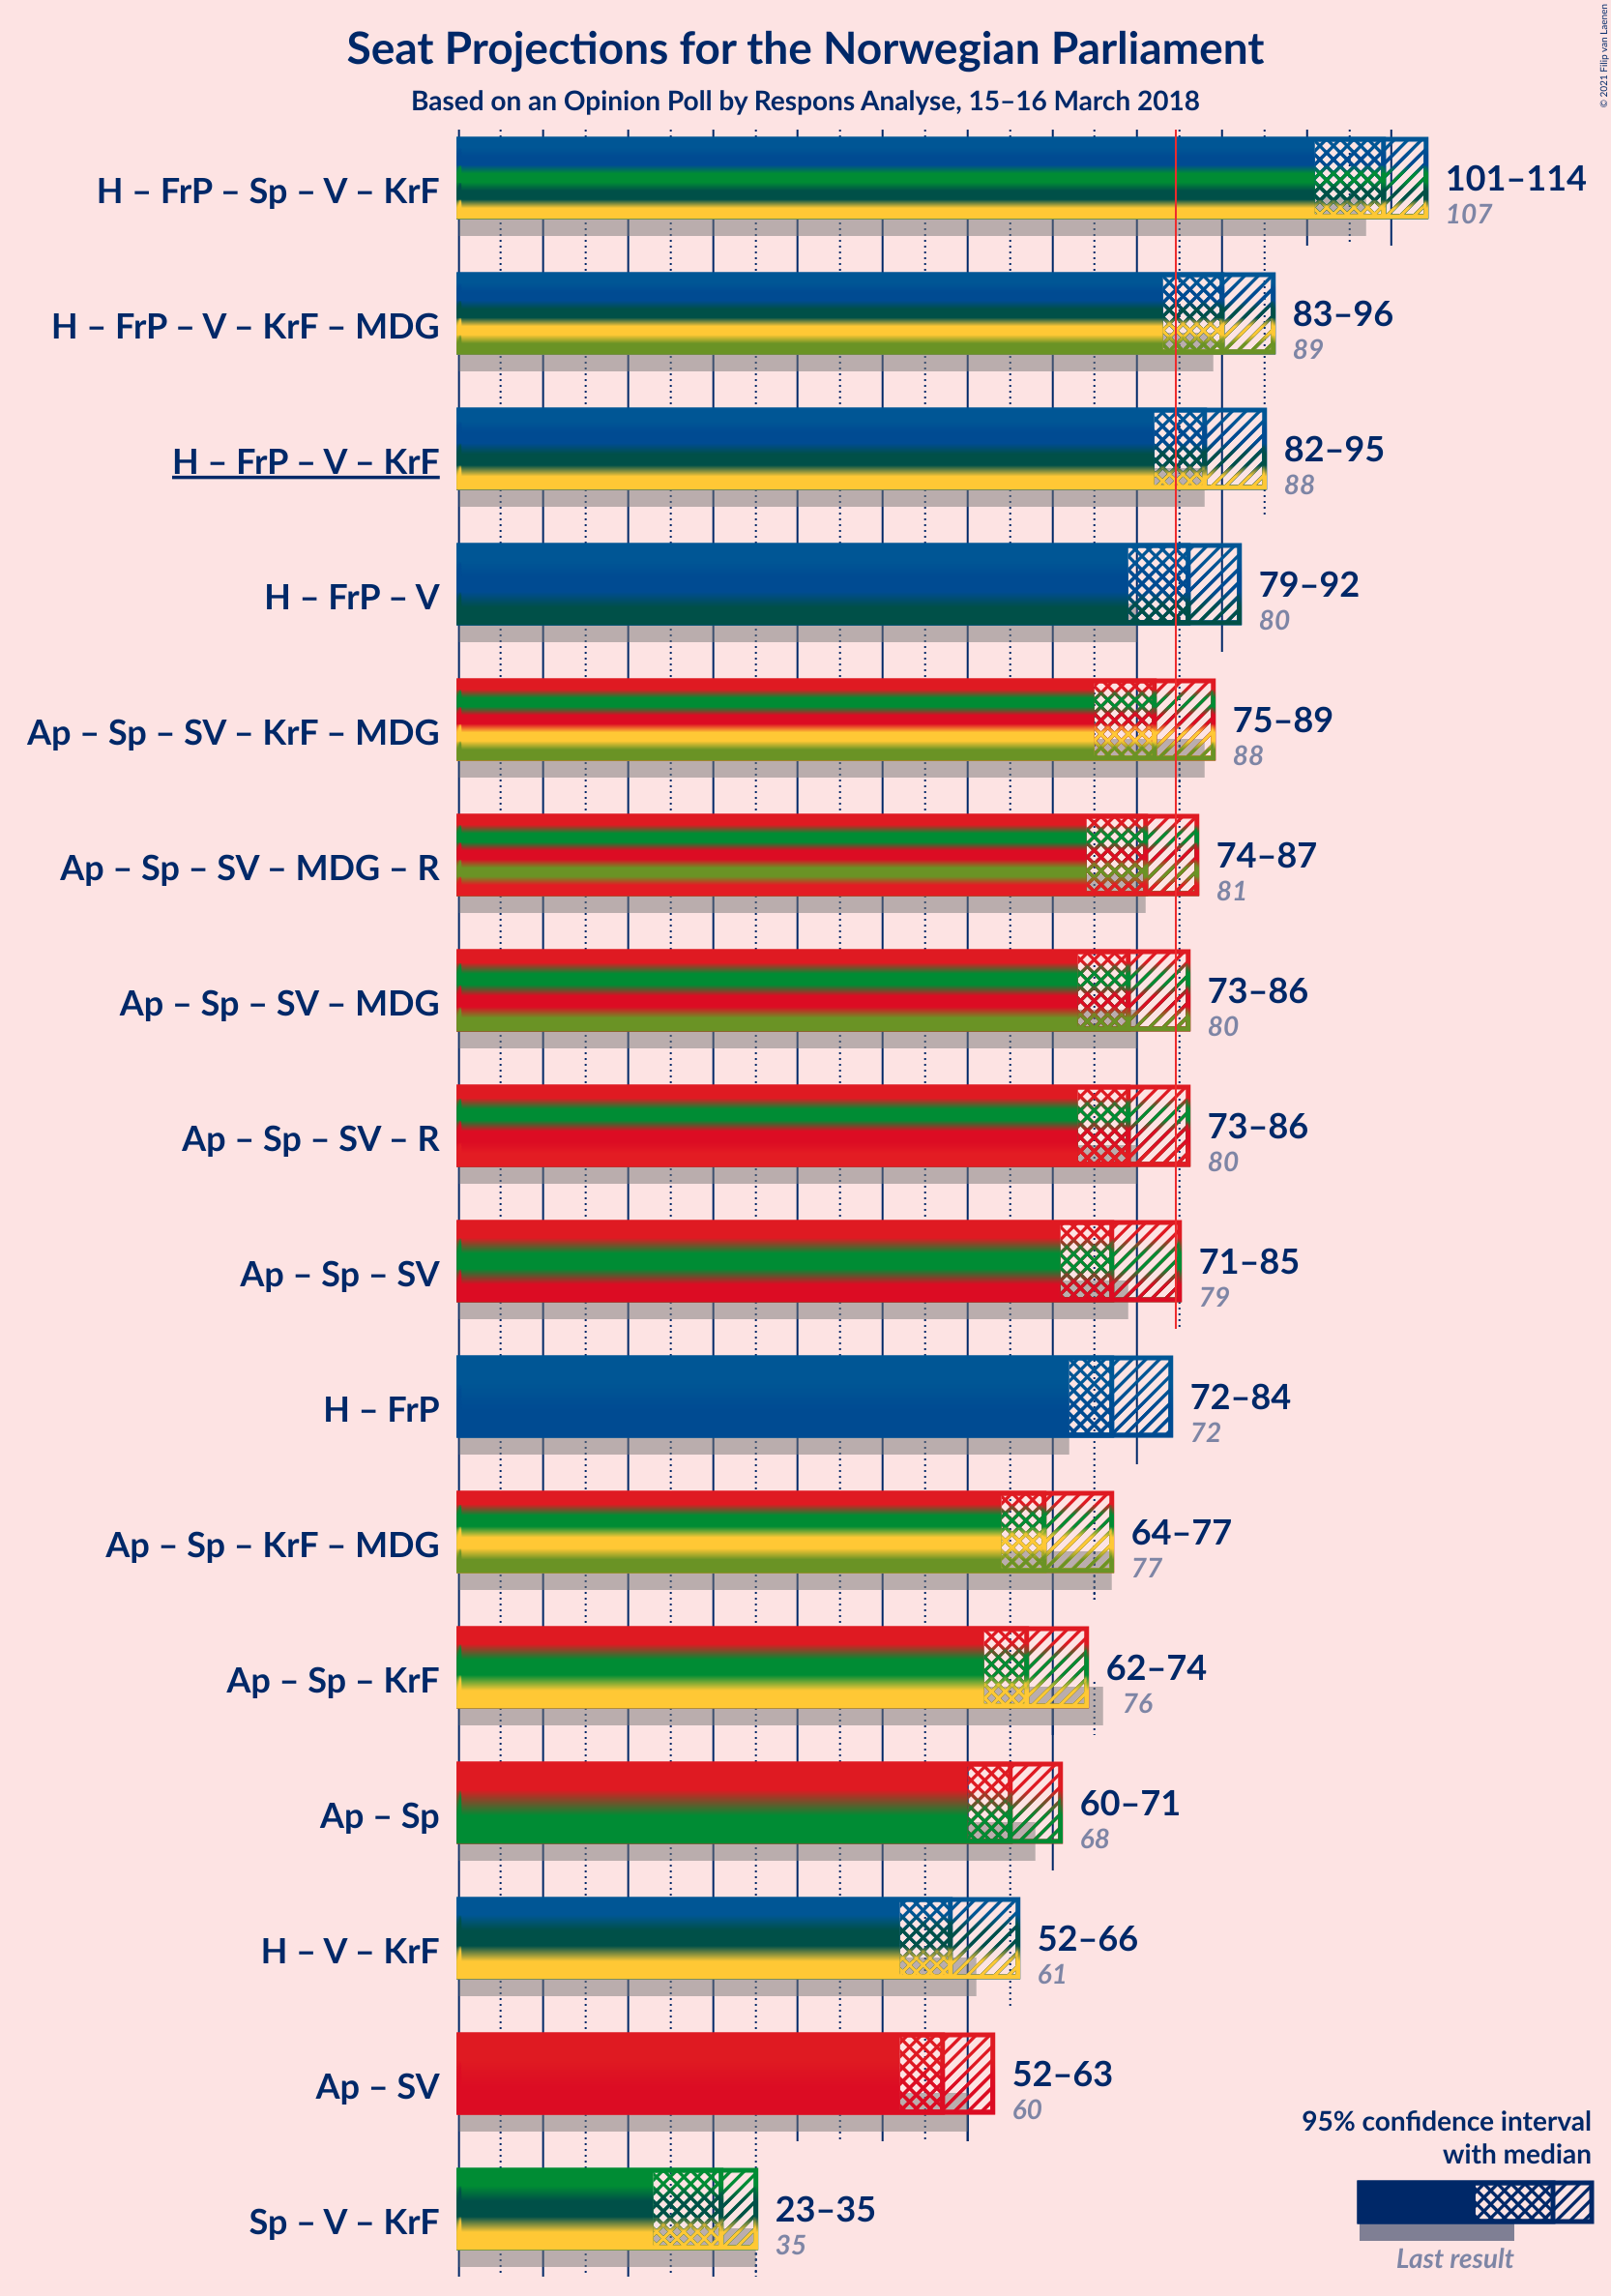 Seat Projections for the Norwegian Parliament
Based on an Opinion Poll by Respons Analyse, 15–16 March 2018
© 2021 Filip van Laenen
H – FrP – Sp – V – KrF
101–114
107
H – FrP – V – KrF – MDG
83–96
89
H – FrP – V – KrF
82–95
88
H – FrP – V
79–92
80
Ap – Sp – SV – KrF – MDG
75–89
88
Ap – Sp – SV – MDG – R
74–87
81
Ap – Sp – SV – MDG
73–86
80
Ap – Sp – SV – R
73–86
80
Ap – Sp – SV
71–85
79
H – FrP
72–84
72
Ap – Sp – KrF – MDG
64–77
77
Ap – Sp – KrF
62–74
76
Ap – Sp
60–71
68
H – V – KrF
52–66
61
Ap – SV
52–63
60
Sp – V – KrF
23–35
35
95% confidence interval
with median
Last result